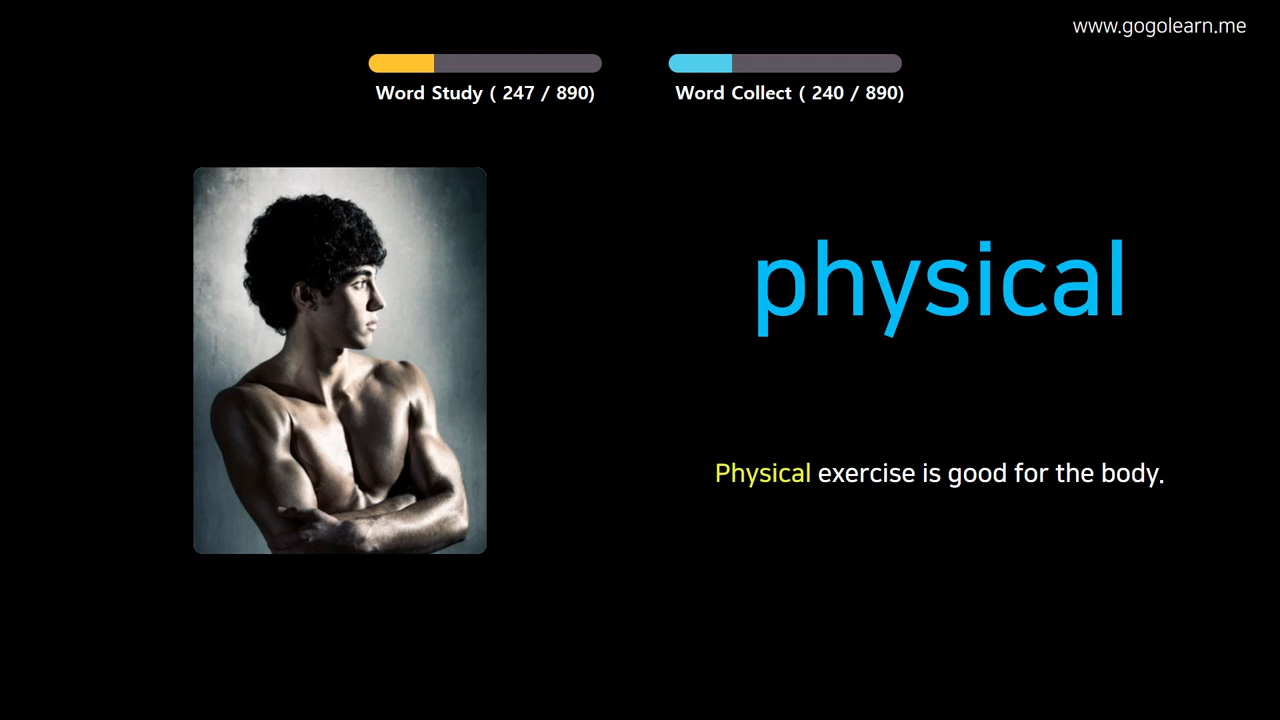 www.gogolearn.me
Word Study ( 247 / 890)
Word Collect ( 240 / 890)
physical
Physical exercise is good for the body.